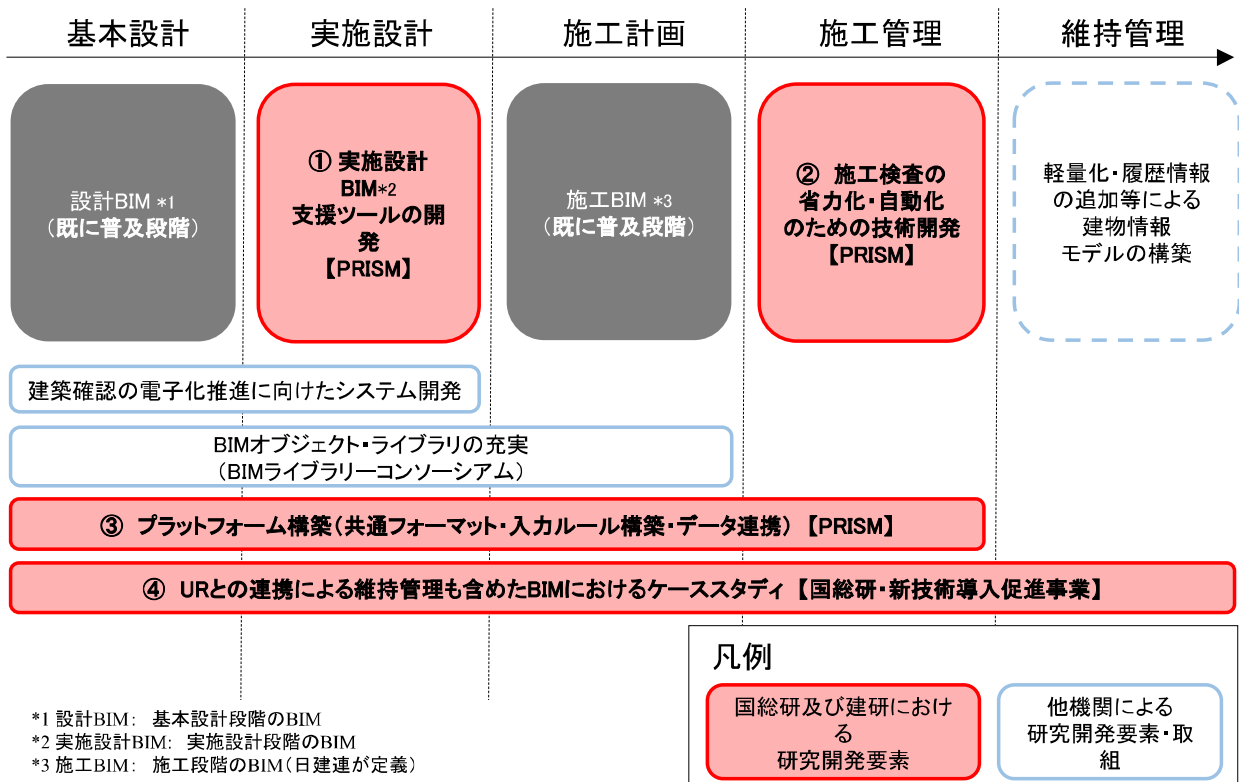 基本設計
実施設計
施工計画
施工管理
維持管理
設計BIM *1
（既に普及段階）
① 実施設計
BIM*2
支援ツールの開
発
【PRISM】
施工BIM *3
（既に普及段階）
② 施工検査の
省力化・自動化
のための技術開発
【PRISM】
軽量化・履歴情報
の追加等による
建物情報
モデルの構築
建築確認の電子化推進に向けたシステム開発
BIMオブジェクト・ライブラリの充実
（BIMライブラリーコンソーシアム）
③ プラットフォーム構築（共通フォーマット・入力ルール構築・データ連携）【PRISM】
④ URとの連携による維持管理も含めたBIMにおけるケーススタディ【国総研・新技術導入促進事業】
凡例
国総研及び建研におけ
る
研究開発要素
他機関による
研究開発要素・取
組
*1 設計BIM： 基本設計段階のBIM
*2 実施設計BIM： 実施設計段階のBIM
*3 施工BIM： 施工段階のBIM（日建連が定義）